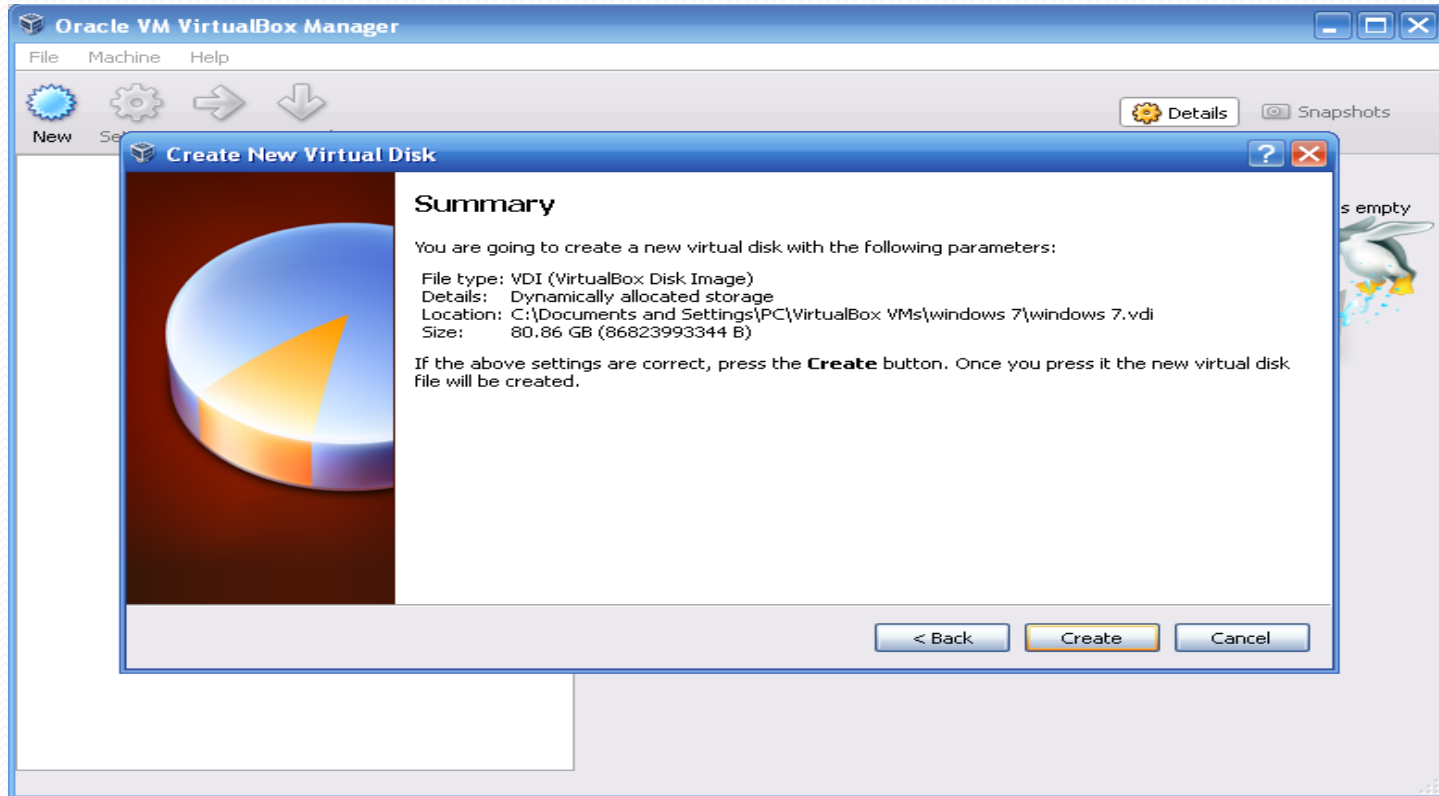 Oracle VM VirtualBox Manager
File Machine Help
Details Snapshots
New
Create New Virtual Disk
s empty
Summary
You are going to create a new virtual disk with the following parameters:
File type: VDI (VirtualBox Disk Image)
Details: Dynamically allocated storage
Location: C:\Documents and Settings\PC\VirtualBox VMs\windows 7\windows 7.vdi
Size: 80.86 GB (86823993344 B)
If the above settings are correct, press the Create button. Once you press it the new virtual disk
file will be created.
< Back Create Cancel